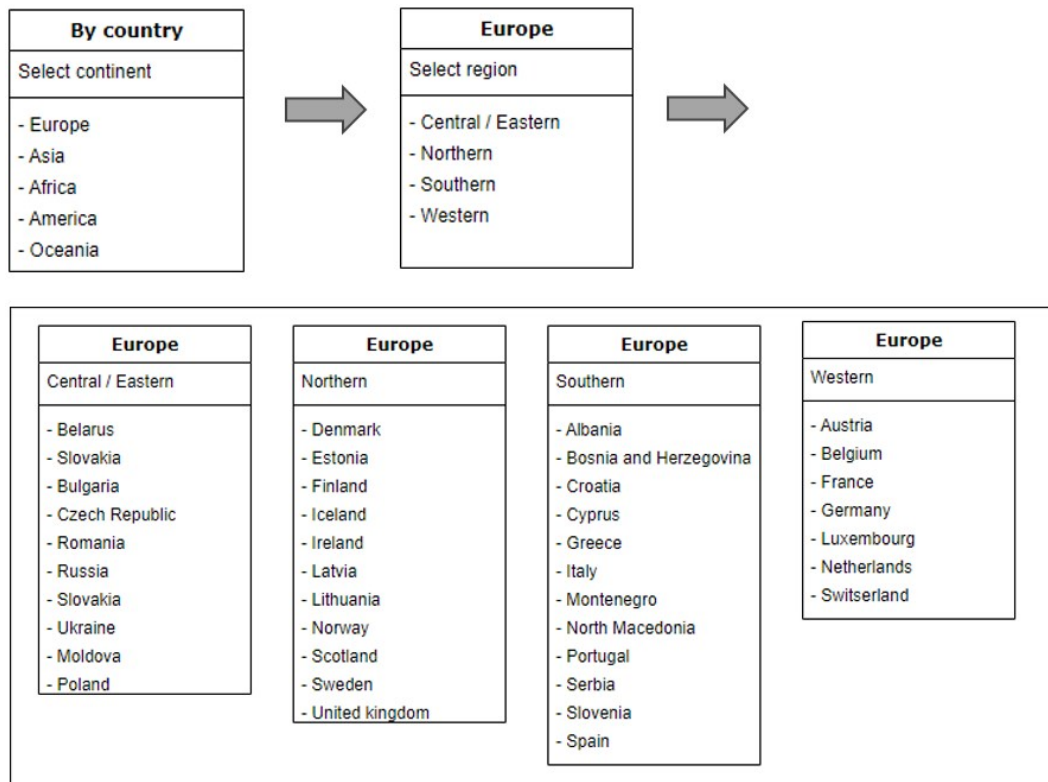 By country
Select continent
- Europe
- Asia
- Africa
- America
- Oceania
Europe
Select region
- Central / Eastern
- Northern
- Southern
- Western
Europe
Central / Eastern
- Belarus
- Slovakia
- Bulgaria
- Czech Republic
- Romania
- Russia
- Slovakia
- Ukraine
- Moldova
- Poland
Europe
Northern
- Denmark
- Estonia
- Finland
- Iceland
- Ireland
- Latvia
- Lithuania
- Norway
- Scotland
- Sweden
- United kingdom
Europe
Southern
- Albania
- Bosnia and Herzegovina
- Croatia
- Cyprus
- Greece
- Italy
- Montenegro
- North Macedonia
- Portugal
- Serbia
- Slovenia
- Spain
Europe
Western
- Austria
- Belgium
- France
- Germany
- Luxembourg
- Netherlands
- Switserland